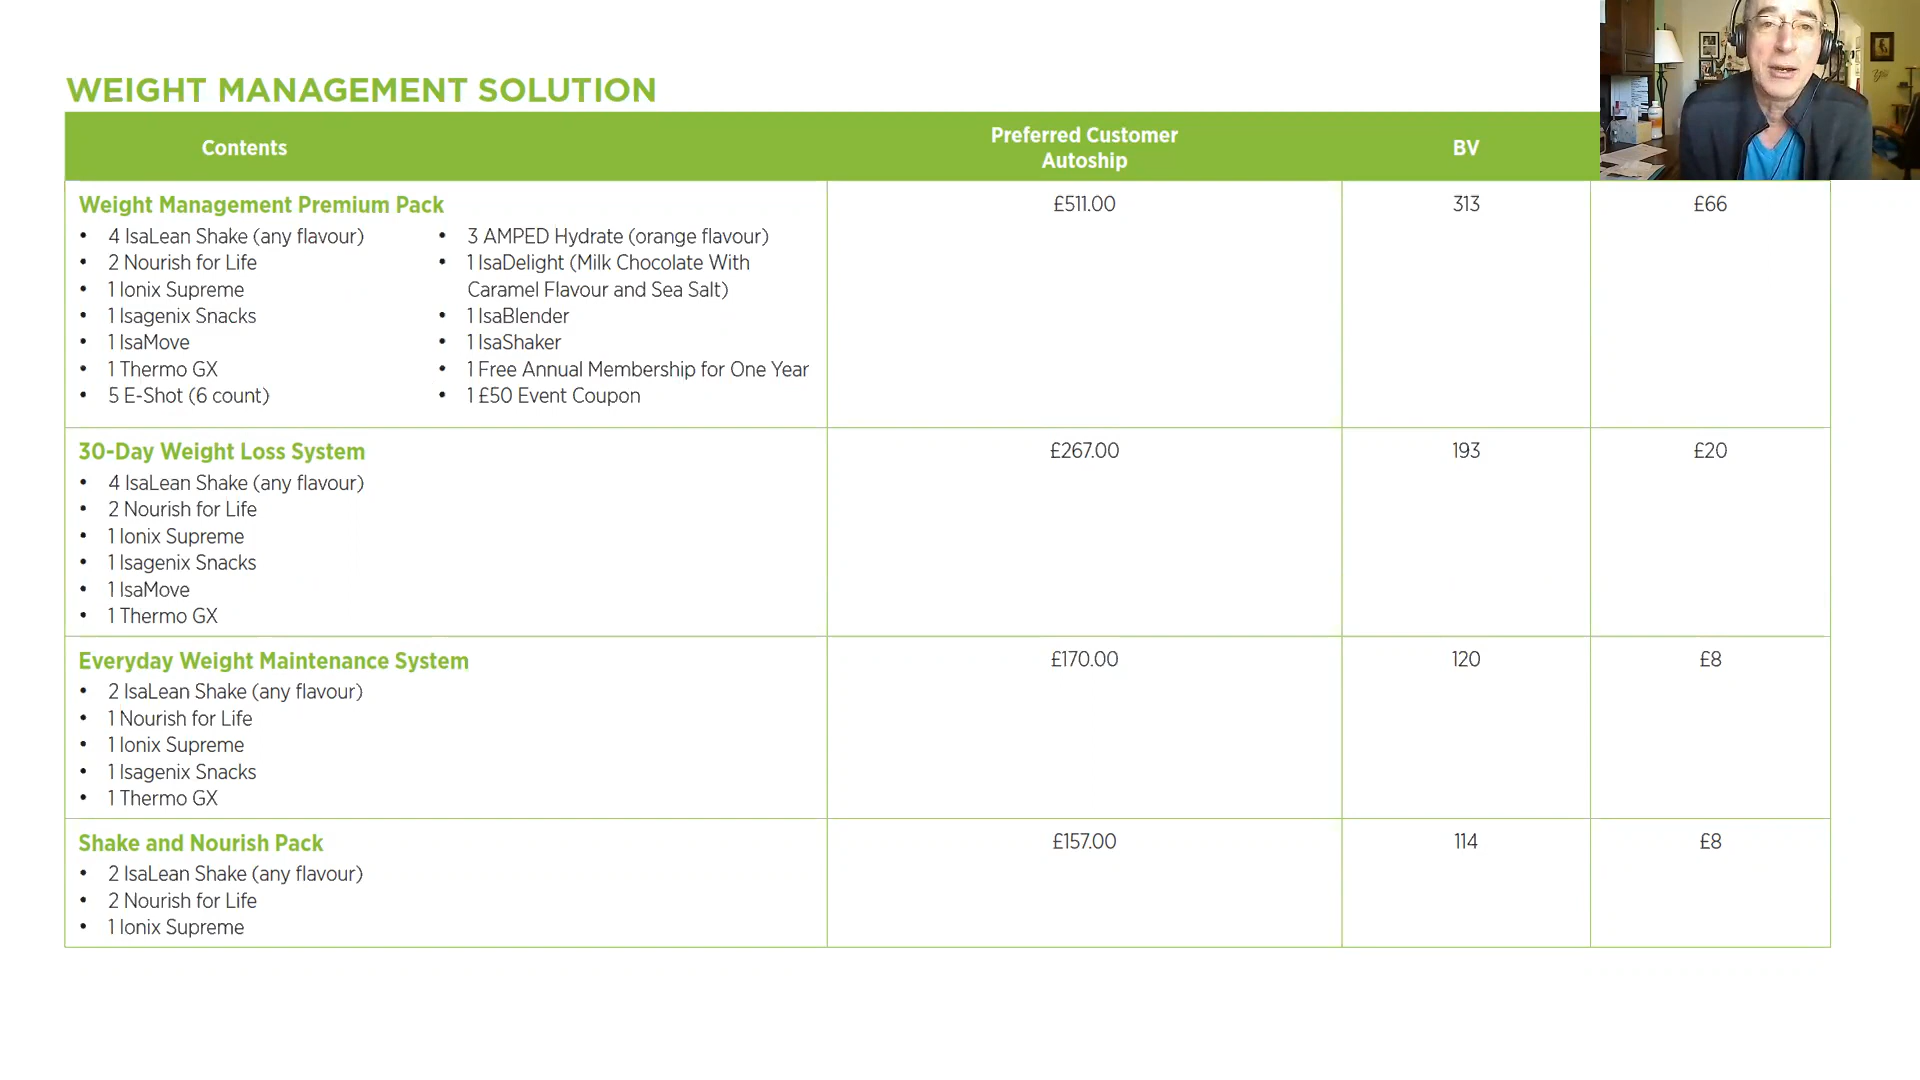 WEIGHT MANAGEMENT SOLUTION
Contents
Preferred Customer
Autoship
BV
Weight Management Premium Pack
• 4 IsaLean Shake (any flavour)
• 2 Nourish for Life
• 1 Ionix Supreme
• 1 Isagenix Snacks
• 1 IsaMove
• 1 Thermo GX
• 5 E-Shot (6 count)
• 3 AMPED Hydrate (orange flavour)
• 1 IsaDelight (Milk Chocolate With
Caramel Flavour and Sea Salt)
• 1 IsaBlender
• 1 IsaShaker
• 1 Free Annual Membership for One Year
• 1 £50 Event Coupon
£511.00
313
£66
30-Day Weight Loss System
• 4 IsaLean Shake (any flavour)
• 2 Nourish for Life
• 1 Ionix Supreme
• 1 Isagenix Snacks
• 1 IsaMove
• 1 Thermo GX
£267.00
193
£20
Everyday Weight Maintenance System
• 2 IsaLean Shake (any flavour)
• 1 Nourish for Life
• 1 Ionix Supreme
• 1 Isagenix Snacks
• 1 Thermo GX
£170.00
120
£8
Shake and Nourish Pack
• 2 IsaLean Shake (any flavour)
• 2 Nourish for Life
• 1 Ionix Supreme
£157.00
114
£8